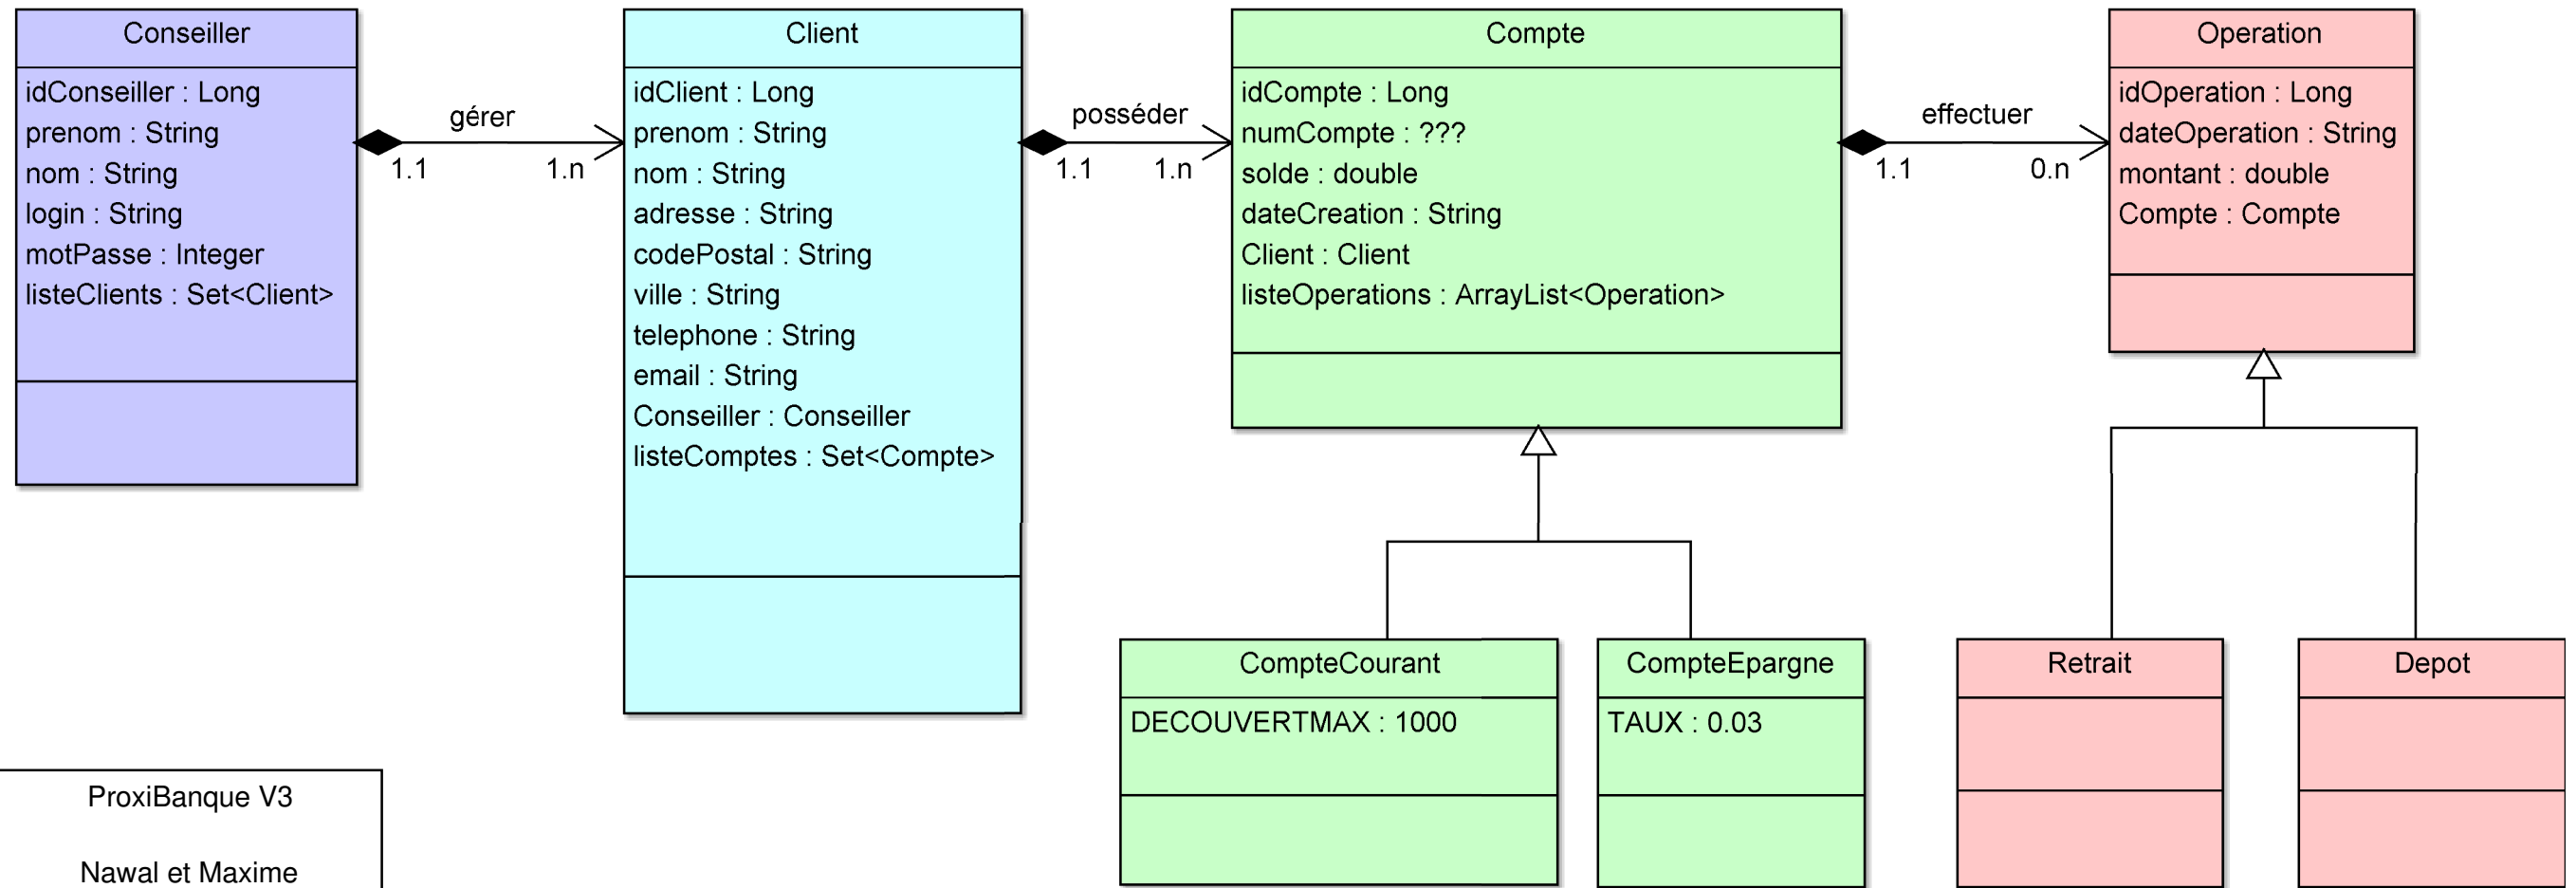 Conseiller
idConseiller : Long
prenom : String
nom : String
login : String
motPasse : Integer
listeClients : Set<Client>
gérer
1.1
1.n
Client
idClient : Long
prenom : String
nom : String
adresse : String
codePostal : String
ville : String
telephone : String
email : String
Conseiller : Conseiller
listeComptes : Set<Compte>
posséder
1.1
1.n
Compte
idCompte : Long
numCompte : ???
solde : double
dateCreation : String
Client : Client
listeOperations : ArrayList<Operation>
effectuer
1.1
0.n
Operation
idOperation : Long
dateOperation : String
montant : double
Compte : Compte
CompteCourant
DECOUVERTMAX : 1000
CompteEpargne
TAUX : 0.03
Retrait
Depot
ProxiBanque V3
Nawal et Maxime